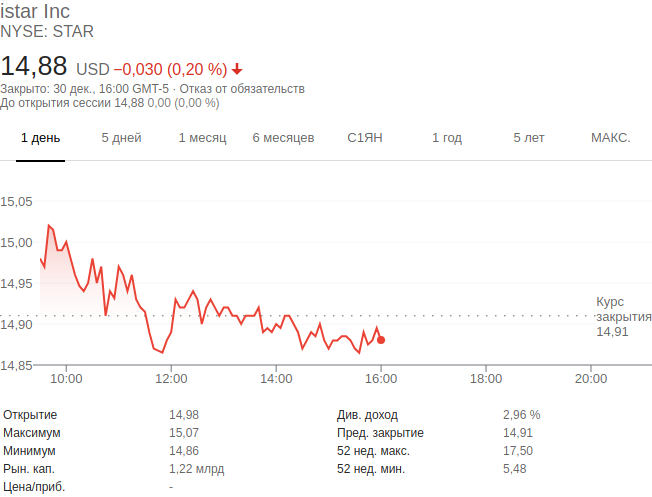 istar Inc
NYSE: STAR
14,88 USD −0,030 (0,20 %)
Закрыто: 30 дек., 16:00 GMT-5 · Отказ от обязательств
До открытия сессии 14,88 0,00 (0,00 %)
1 день 5 дней 1 месяц 6 месяцев С1ЯН 1 год 5 лет МАКС.
15,05
15,00
14,95
14,90
14,85
Курс
закрытия
14,91
10:00 12:00 14:00 16:00 18:00 20:00
Открытие 14,98 Див. доход 2,96 %
Максимум 15,07 Пред. закрытие 14,91
Минимум 14,86 52 нед. макс. 17,50
Рын. кап. 1,22 млрд 52 нед. мин. 5,48
Цена/приб. -